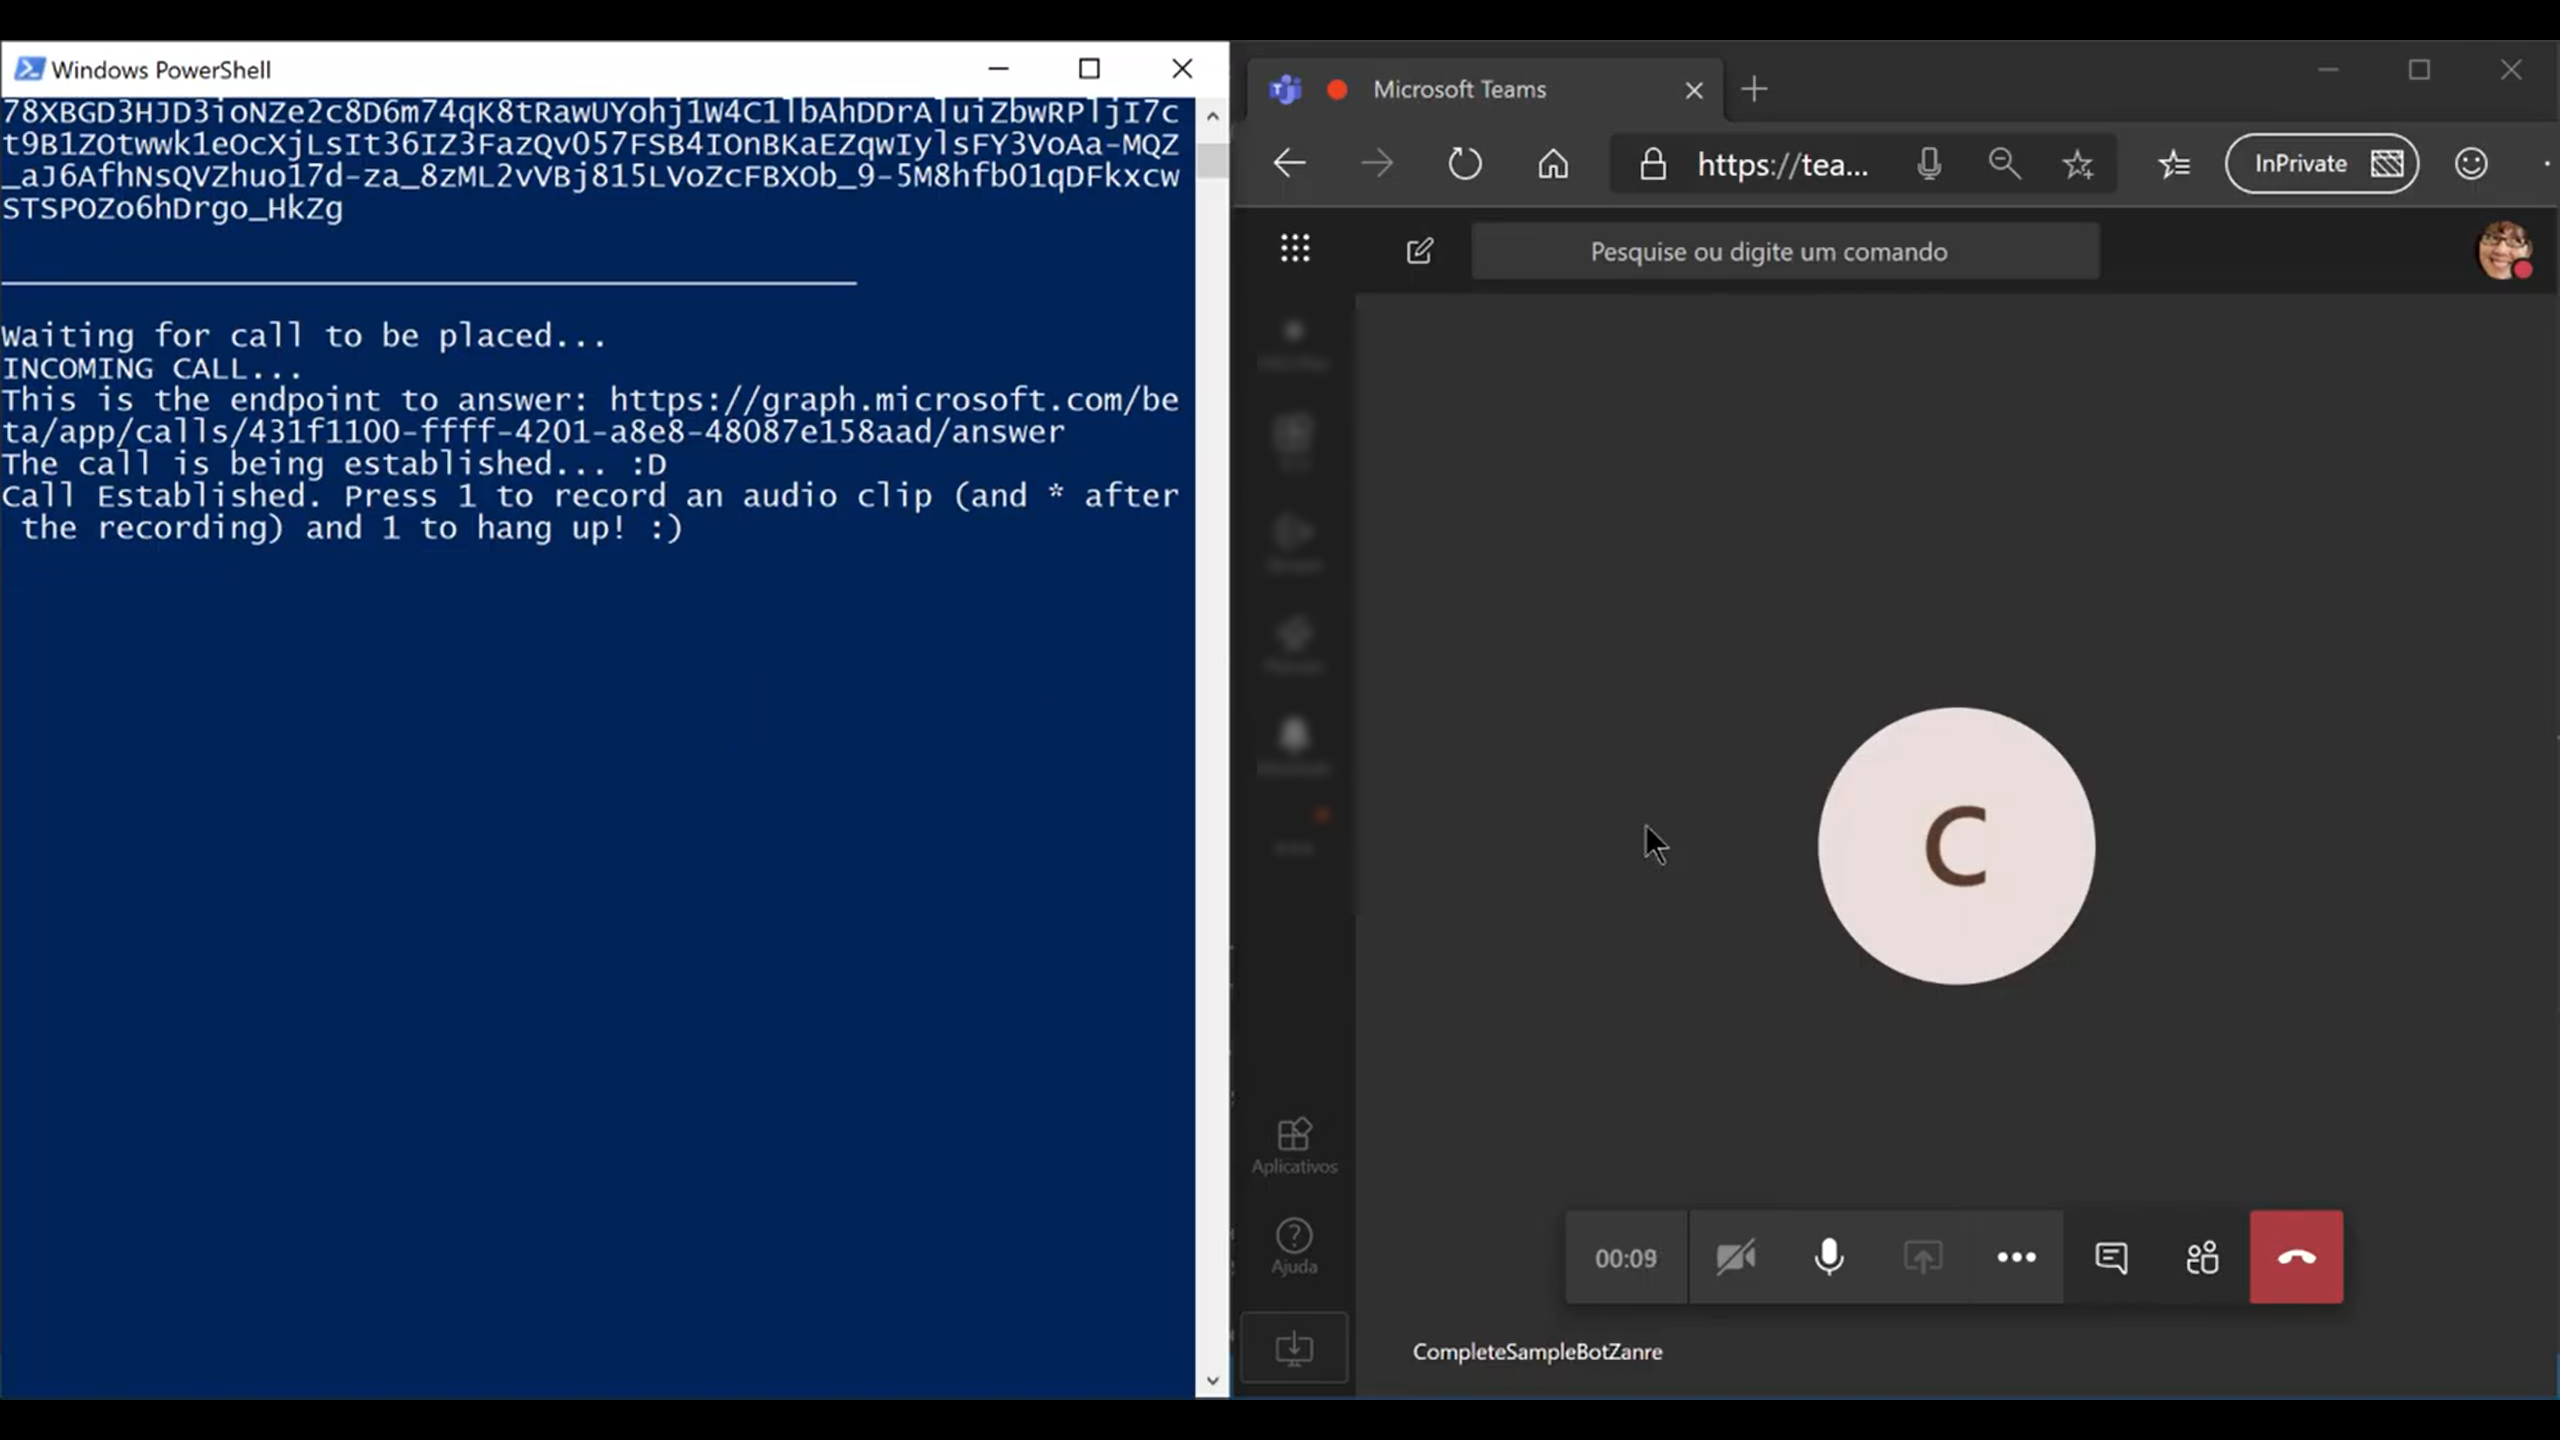 Windows PowerShell
78XBGD3HJD3ioNZe2c8D6m74qK8tRawUYohj1W4C1lbAhDDrAluiZbwRPljI7c
t9B1ZOtwwk1eOcXjLsIt36IZ3FazQvO57FSB4IOnBKaEZqwIylsFY3VoAa-MQZ
_aJ6AfhNsQVZhuo17d-za_8zML2vVBj815LVoZcFBXOb_9-5M8hfbO1qDFkxcw
STSPOZo6hDrgo_HkZg
Waiting for call to be placed...
INCOMING CALL...
This is the endpoint to answer: https://graph.microsoft.com/be
ta/app/calls/431f1100-ffff-4201-a8e8-48087e158aad/answer
The call is being established... :D
Call Established. Press 1 to record an audio clip (and * after
the recording) and 1 to hang up! :)
Microsoft Teams
https://tea...
InPrivate
Pesquise ou digite um comando
C
Aplicativos
Ajuda
00:09
CompleteSampleBotZanre